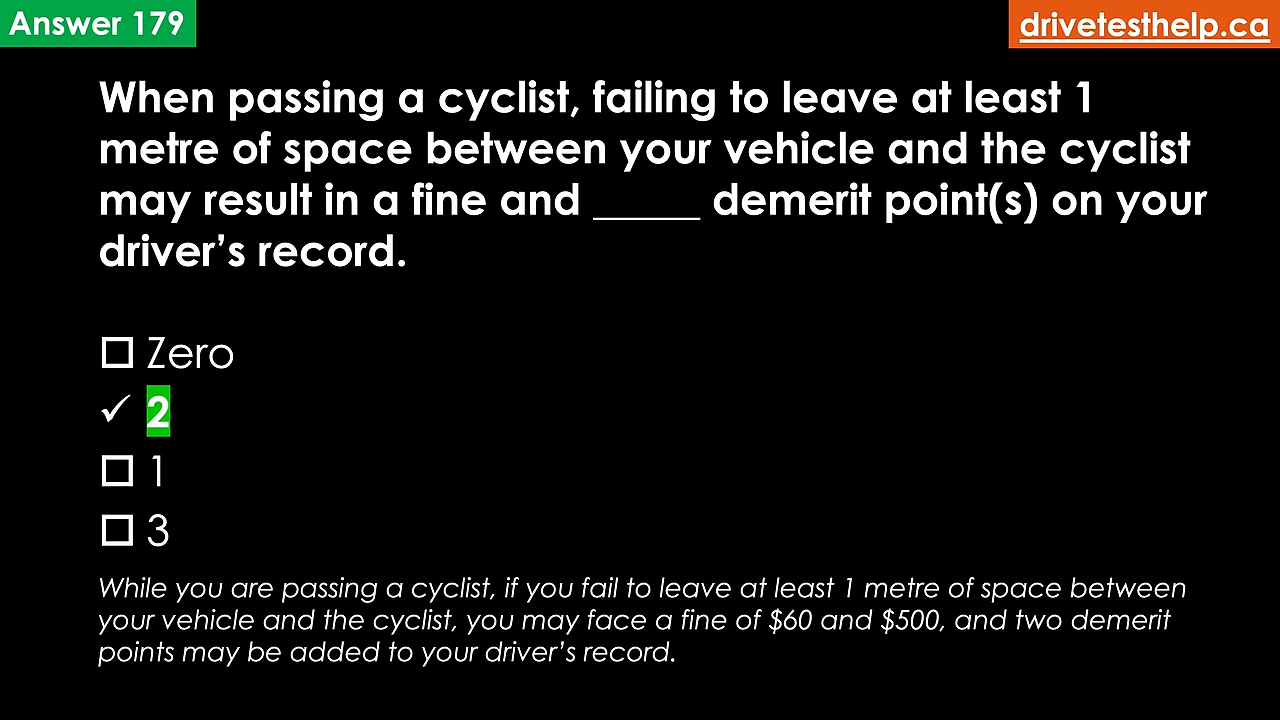 Answer 179
drivetesthelp.ca
When passing a cyclist, failing to leave at least 1
metre of space between your vehicle and the cyclist
may result in a fine and _____ demerit point(s) on your
driver’s record.
☐ Zero
✓ 2
☐ 1
☐ 3
While you are passing a cyclist, if you fail to leave at least 1 metre of space between
your vehicle and the cyclist, you may face a fine of $60 and $500, and two demerit
points may be added to your driver’s record.